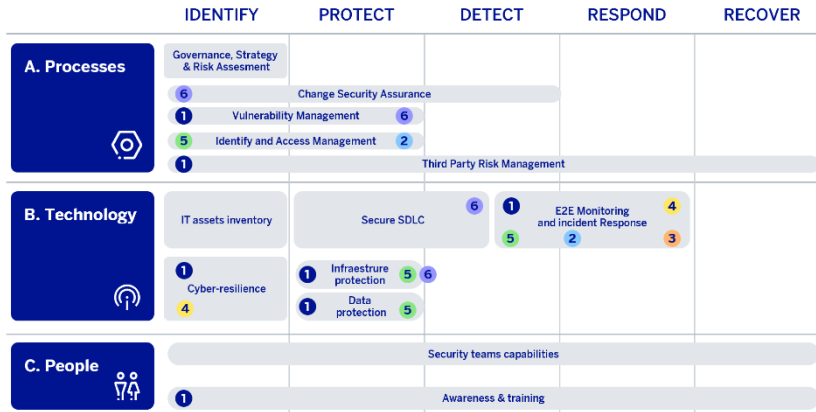 IDENTIFY PROTECT DETECT RESPOND RECOVER
A. Processes
Governance, Strategy
& Risk Assesment
6 Change Security Assurance
1 Vulnerability Management 6
5 Identify and Access Management 2
1 Third Party Risk Management
B. Technology
IT assets inventory
Secure SDLC 6
1 E2E Monitoring 4
and incident Response
5 2 3
1
Cyber-resilience
4
1 Infraestrure 5 6
protection
1 Data 5
protection
C. People
Security teams capabilities
1 Awareness & training